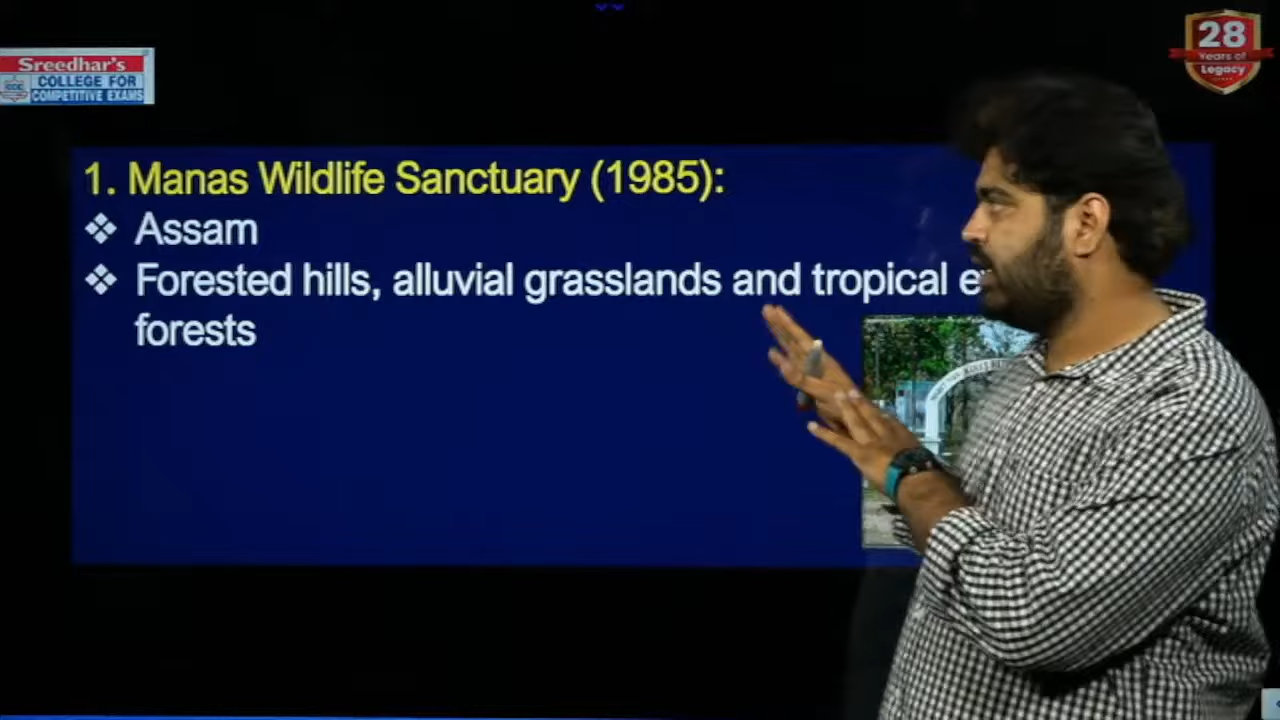 Sreedhar's
COLLEGE FOR
COMPETITIVE EXAMS
28
Years of
Legacy
1. Manas Wildlife Sanctuary (1985):
❖ Assam
❖ Forested hills, alluvial grasslands and tropical
forests